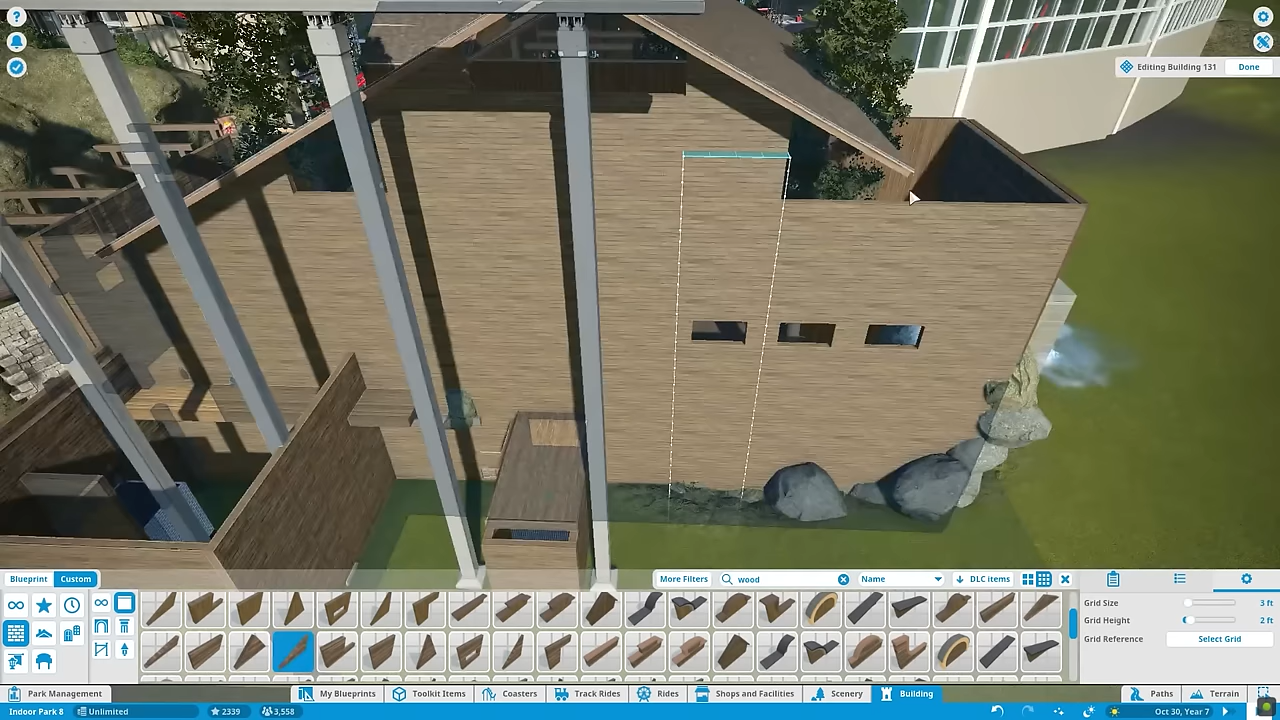 ?
Editing Building 131
Done
Blueprint
Custom
More Filters
wood
Name
DLC items
Grid Size
3 ft
Grid Height
2 ft
Grid Reference
Select Grid
Park Management
My Blueprints
Toolkit Items
Coasters
Track Rides
Rides
Shops and Facilities
Scenery
Building
Paths
Terrain
Indoor Park 8
Unlimited
2339
3,558
Oct 30, Year 7